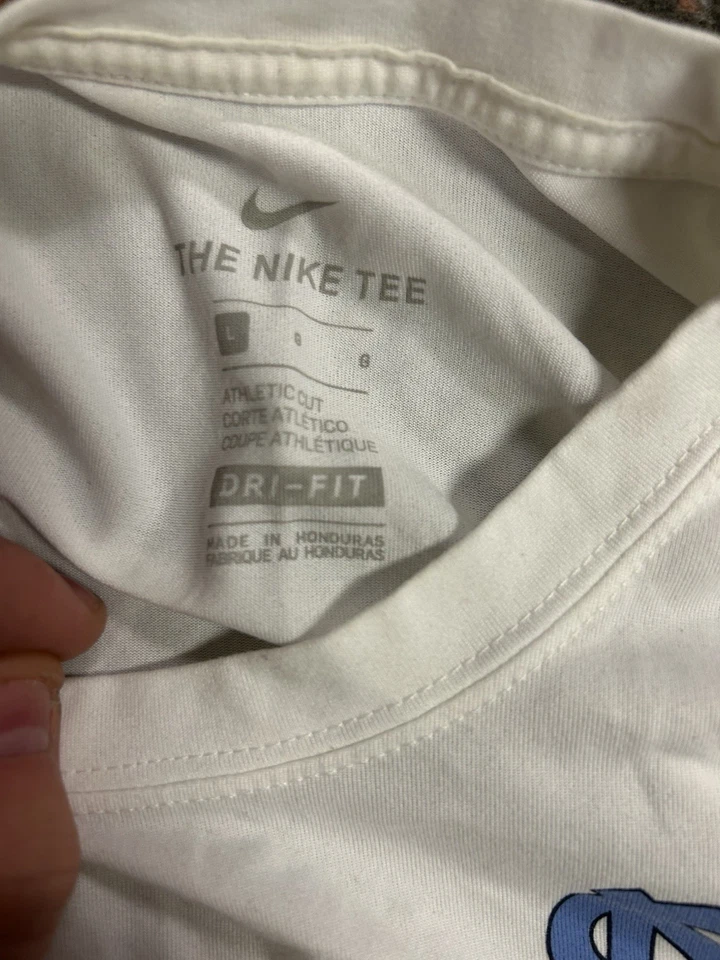 THE NIKE TEE
L G G
ATHLETIC CUT
CORTE ATLÉTICO
COUPE ATHLÉTIQUE
DRI-FIT
MADE IN HONDURAS
FABRIQUE AU HONDURAS